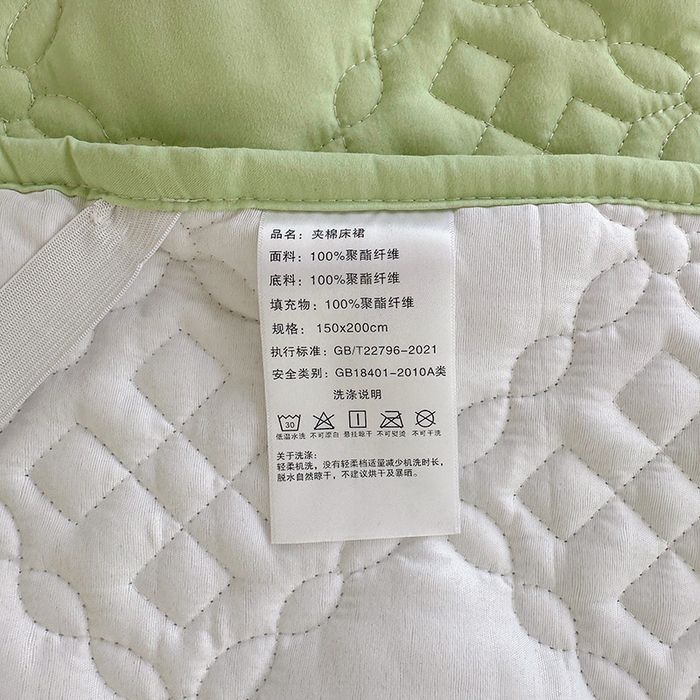 品名：夹棉床裙
面料：100%聚酯纤维
底料：100%聚酯纤维
填充物：100%聚酯纤维
规格：150x200cm
执行标准：GB/T22796-2021
安全类别：GB18401-2010A类
洗涤说明
30
低温水洗 不可漂白 悬挂晾干 不可熨烫 不可干洗
关于洗涤：
轻柔机洗，没有轻柔档适量减少机洗时长，
脱水自然晾干，不建议烘干及暴晒。